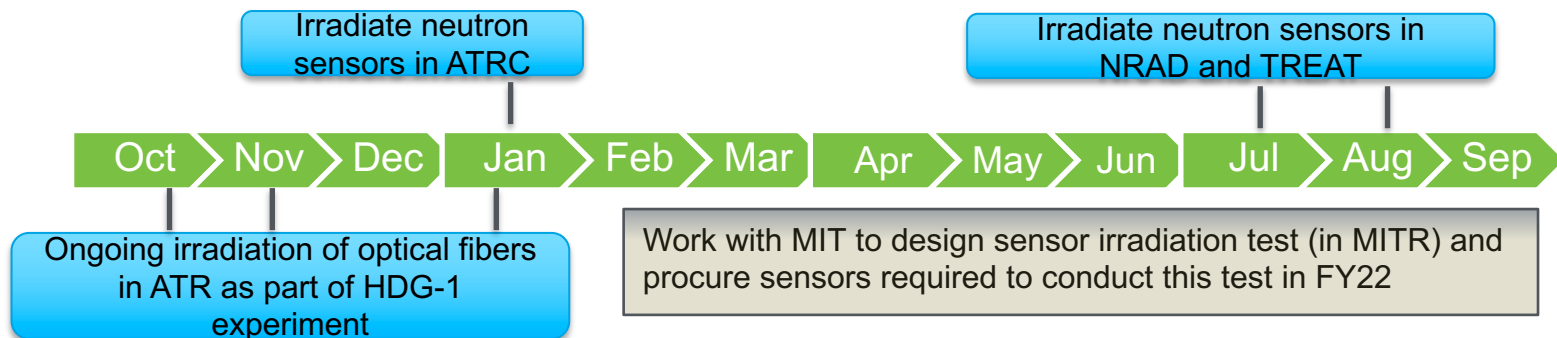 Irradiate neutron
sensors in ATRC
Irradiate neutron sensors in
NRAD and TREAT
Oct Nov Dec Jan Feb Mar Apr May Jun Jul Aug Sep
Ongoing irradiation of optical fibers
in ATR as part of HDG-1
experiment
Work with MIT to design sensor irradiation test (in MITR) and
procure sensors required to conduct this test in FY22